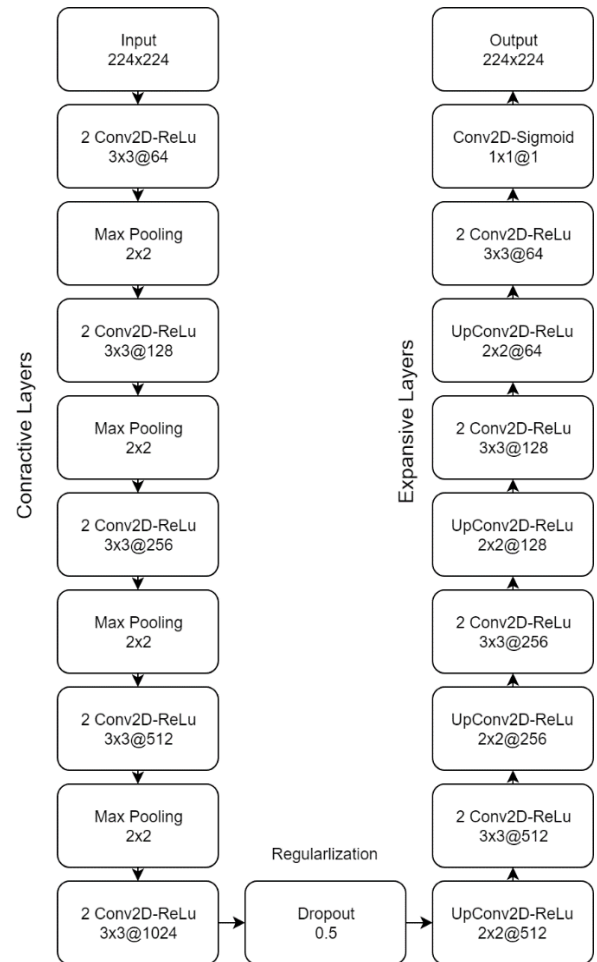 Input
224x224
2 Conv2D-ReLu
3x3@64
Max Pooling
2x2
2 Conv2D-ReLu
3x3@128
Max Pooling
2x2
2 Conv2D-ReLu
3x3@256
Max Pooling
2x2
2 Conv2D-ReLu
3x3@512
Max Pooling
2x2
2 Conv2D-ReLu
3x3@1024
Conractive Layers
Regularlization
Dropout
0.5
Expansive Layers
UpConv2D-ReLu
2x2@512
2 Conv2D-ReLu
3x3@512
UpConv2D-ReLu
2x2@256
2 Conv2D-ReLu
3x3@256
UpConv2D-ReLu
2x2@128
2 Conv2D-ReLu
3x3@128
UpConv2D-ReLu
2x2@64
2 Conv2D-ReLu
3x3@64
Conv2D-Sigmoid
1x1@1
Output
224x224